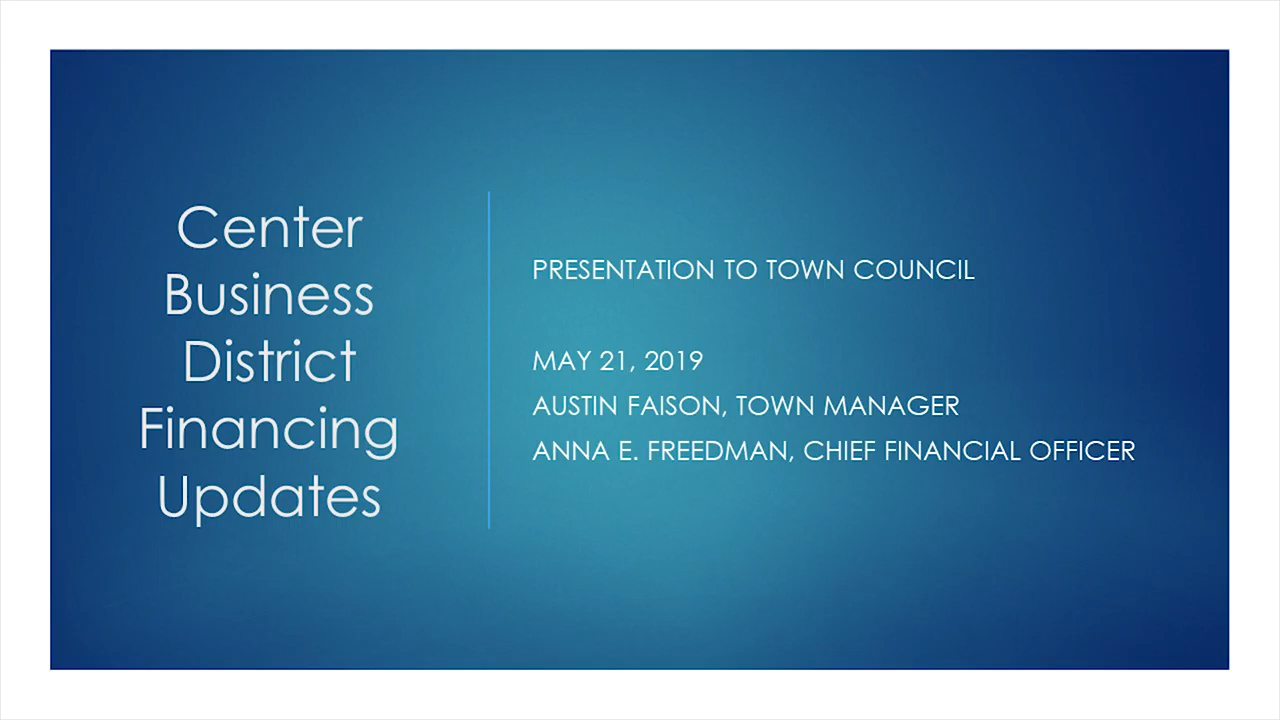 Center
Business
District
Financing
Updates
PRESENTATION TO TOWN COUNCIL
MAY 21, 2019
AUSTIN FAISON, TOWN MANAGER
ANNA E. FREEDMAN, CHIEF FINANCIAL OFFICER